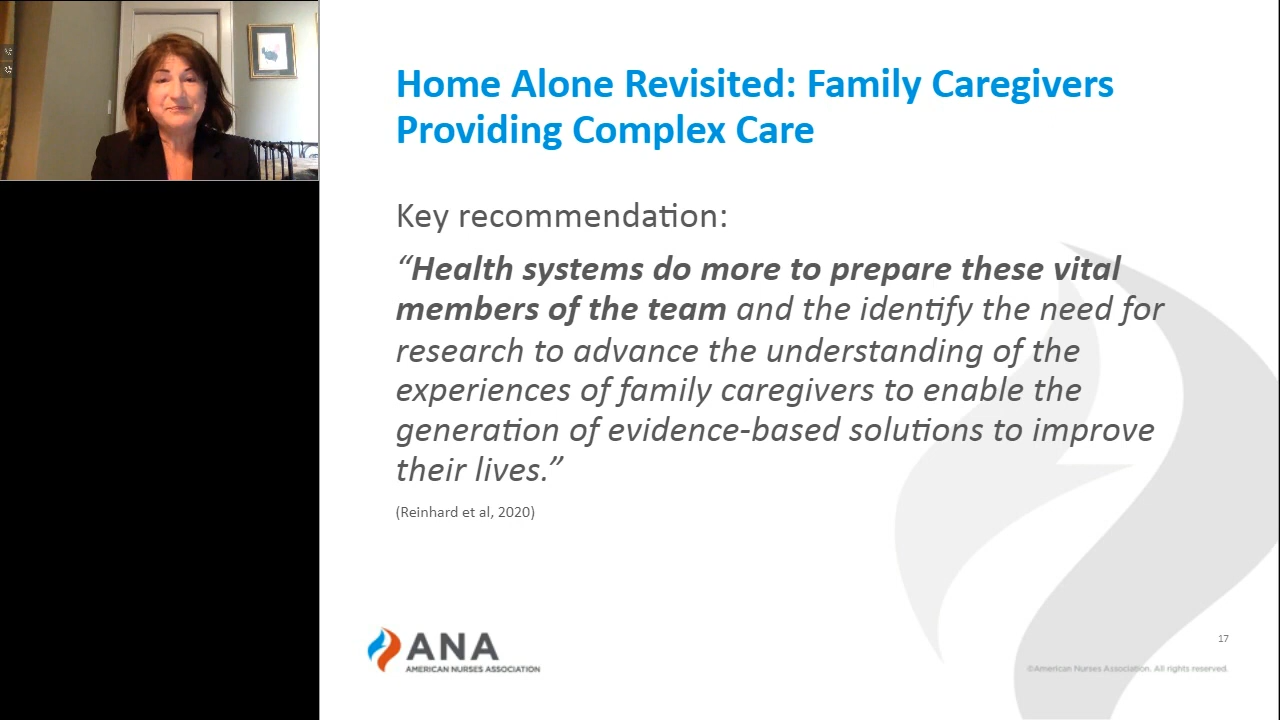 Home Alone Revisited: Family Caregivers
Providing Complex Care
Key recommendation:
“Health systems do more to prepare these vital
members of the team and the identify the need for
research to advance the understanding of the
experiences of family caregivers to enable the
generation of evidence-based solutions to improve
their lives.”
(Reinhard et al, 2020)
ANA
AMERICAN NURSES ASSOCIATION
17
©American Nurses Association. All rights reserved.